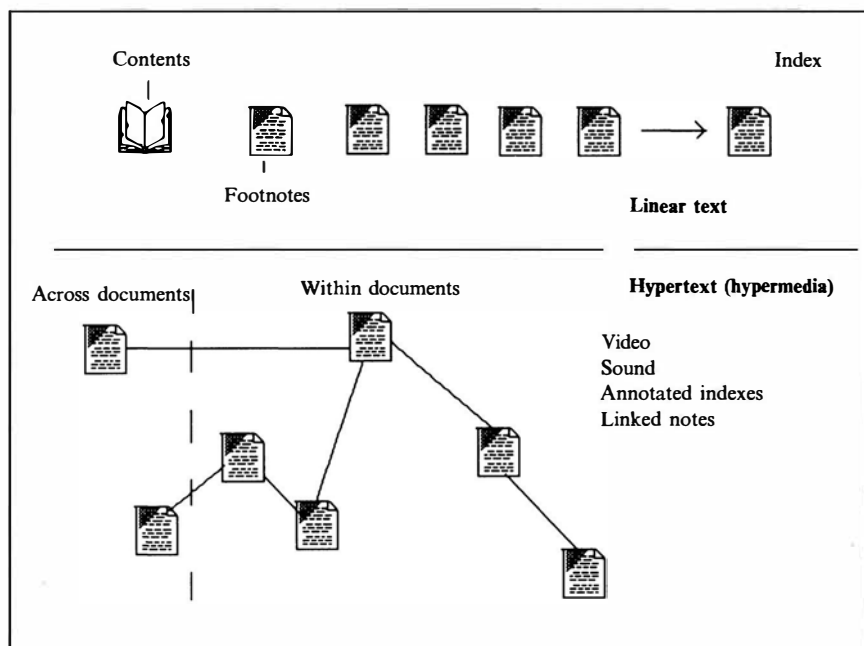 Contents
Index
Footnotes
Linear text
Across documents
Within documents
Hypertext (hypermedia)
Video
Sound
Annotated indexes
Linked notes